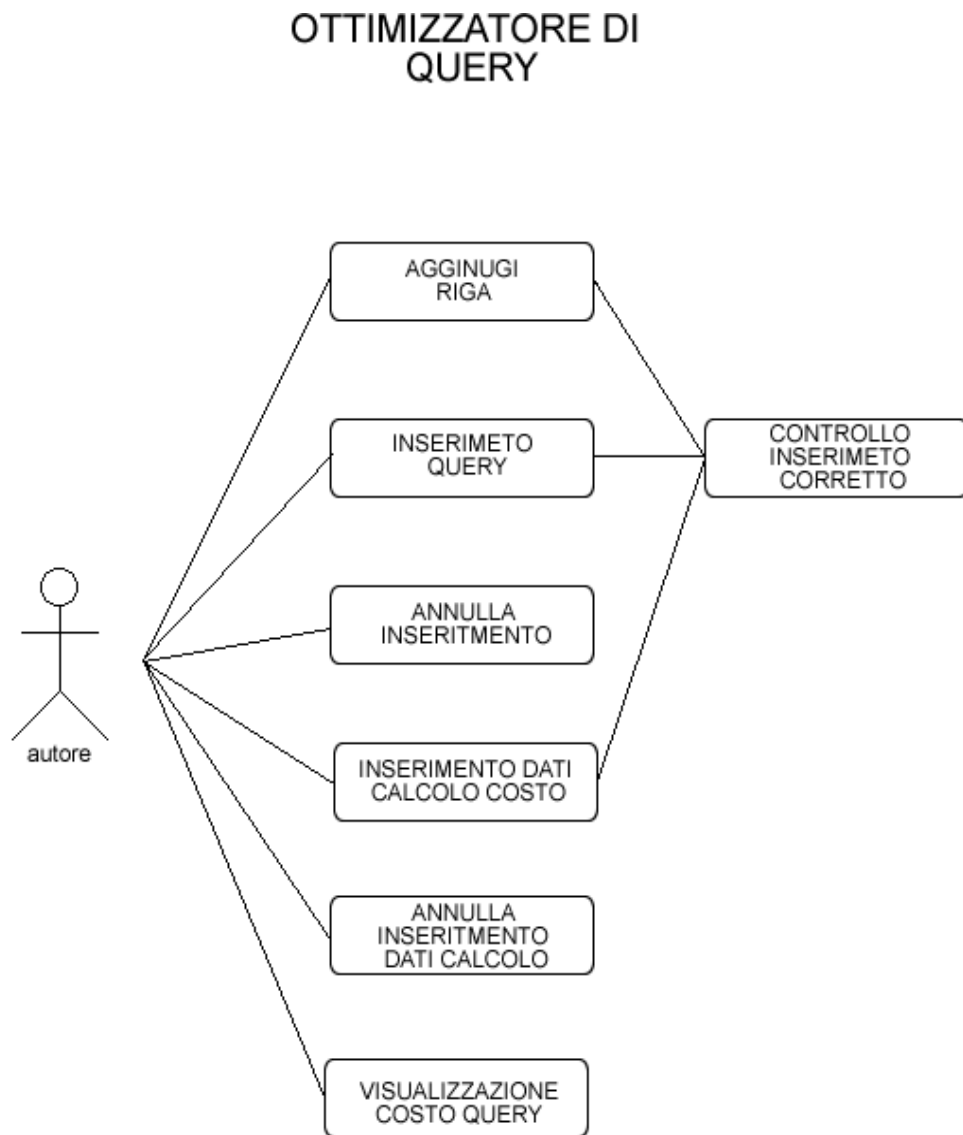 OTTIMIZZATORE DI
QUERY
AGGINUGI
RIGA
INSERIMETO
QUERY
CONTROLLO
INSERIMETO
CORRETTO
ANNULLA
INSERITMENTO
autore
INSERIMENTO DATI
CALCOLO COSTO
ANNULLA
INSERITMENTO
DATI CALCOLO
VISUALIZZAZIONE
COSTO QUERY